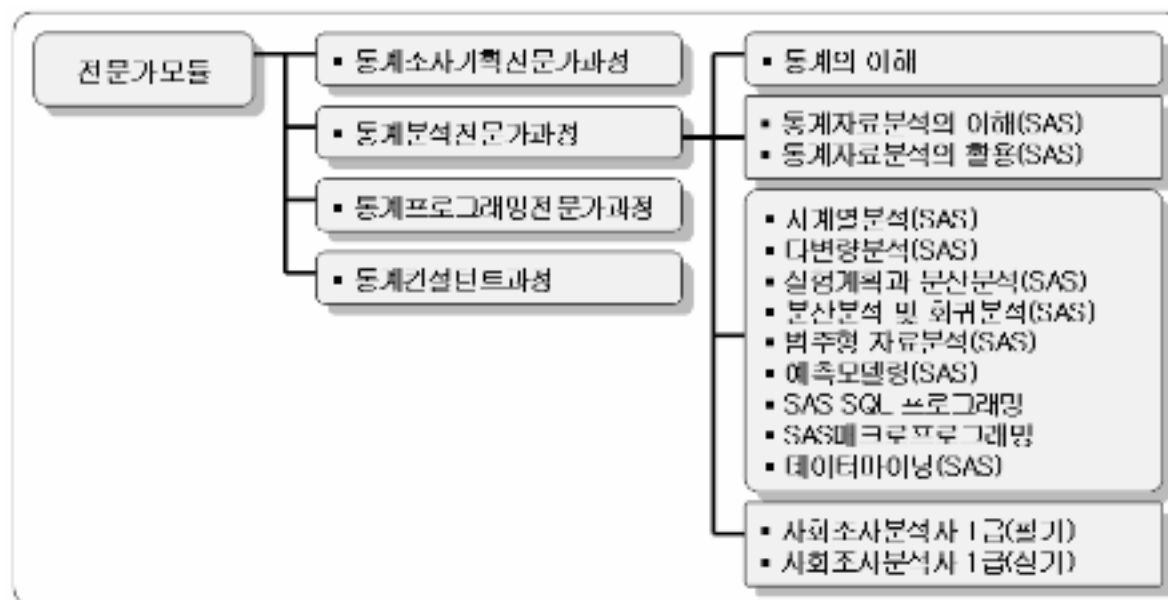 전문가모듈
▪ 통계조사기획전문가과정
▪ 통계분석전문가과정
▪ 통계프로그래밍전문가과정
▪ 통계컨설턴트과정
▪ 통계의 이해
▪ 통계자료분석의 이해(SAS)
▪ 통계자료분석의 활용(SAS)
▪ 시계열분석(SAS)
▪ 다변량분석(SAS)
▪ 실험계획과 분산분석(SAS)
▪ 분산분석 및 회귀분석(SAS)
▪ 범주형 자료분석(SAS)
▪ 예측모델링(SAS)
▪ SAS SQL 프로그래밍
▪ SAS매크로프로그래밍
▪ 데이터마이닝(SAS)
▪ 사회조사분석사 1급(필기)
▪ 사회조사분석사 1급(실기)